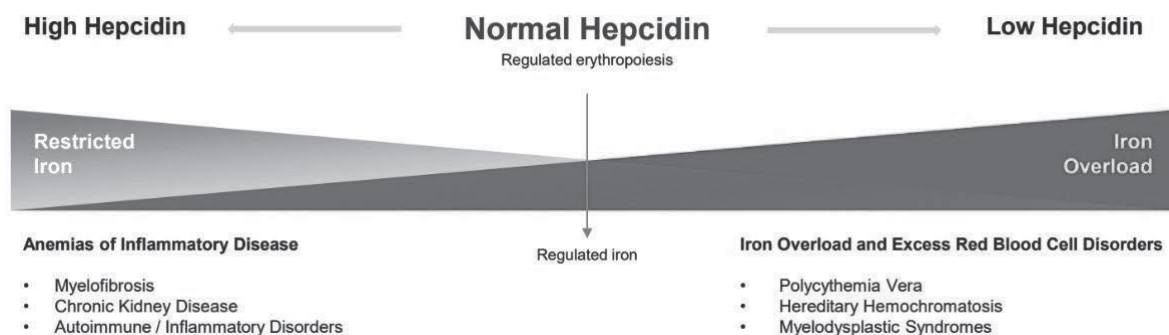 High Hepcidin
Normal Hepcidin
Low Hepcidin
Regulated erythropoiesis
Restricted
Iron
Iron
Overload
Anemias of Inflammatory Disease
Regulated iron
Iron Overload and Excess Red Blood Cell Disorders
• Myelofibrosis
• Chronic Kidney Disease
• Autoimmune / Inflammatory Disorders
• Polycythemia Vera
• Hereditary Hemochromatosis
• Myelodysplastic Syndromes